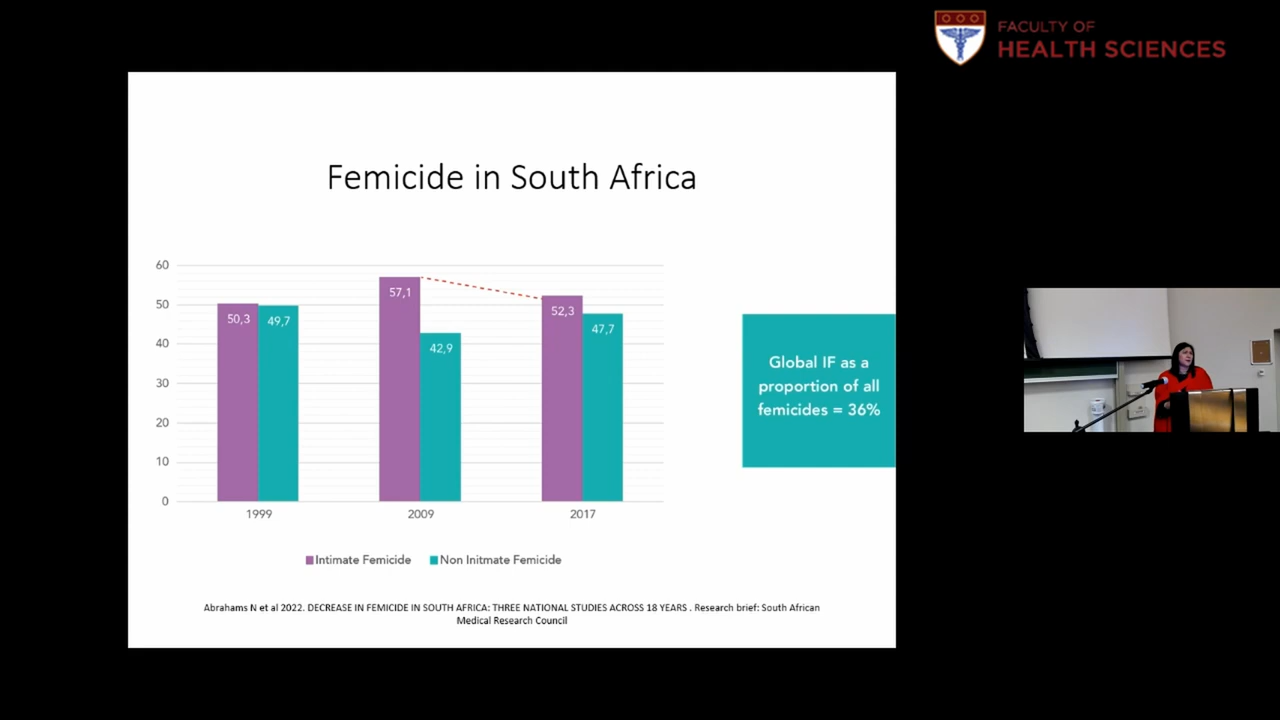 FACULTY OF
HEALTH SCIENCES
Femicide in South Africa
60
50
40
30
20
10
0
50,3
49,7
57,1
42,9
52,3
47,7
1999
2009
2017
Intimate Femicide
Non Initmate Femicide
Global IF as a
proportion of all
femicides = 36%
Abrahams N et al 2022. DECREASE IN FEMICIDE IN SOUTH AFRICA: THREE NATIONAL STUDIES ACROSS 18 YEARS . Research brief: South African
Medical Research Council